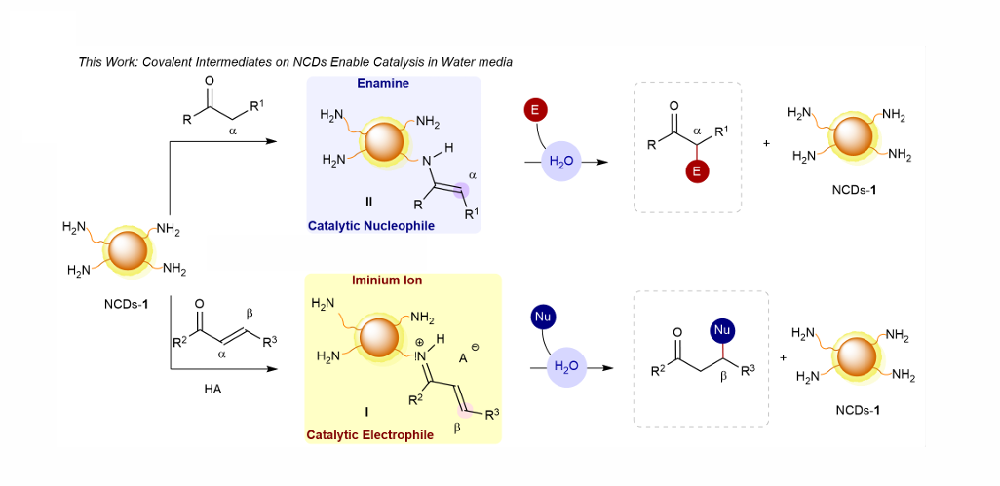 This Work: Covalent Intermediates on NCDs Enable Catalysis in Water media
O
R
α
R¹
Enamine
H₂N
NH₂
H₂N
N
H
α
R
R¹
II
Catalytic Nucleophile
E
H₂O
O
R
α
R¹
E
+
H₂N
NH₂
H₂N
NH₂
NCDs-1
H₂N
NH₂
H₂N
NH₂
NCDs-1
O
R²
α
β
R³
HA
Iminium Ion
H₂N
NH₂
H₂N
⊕
N
H
A
⊖
R²
R³
β
I
Catalytic Electrophile
Nu
H₂O
O
Nu
R²
β
R³
+
H₂N
NH₂
H₂N
NH₂
NCDs-1